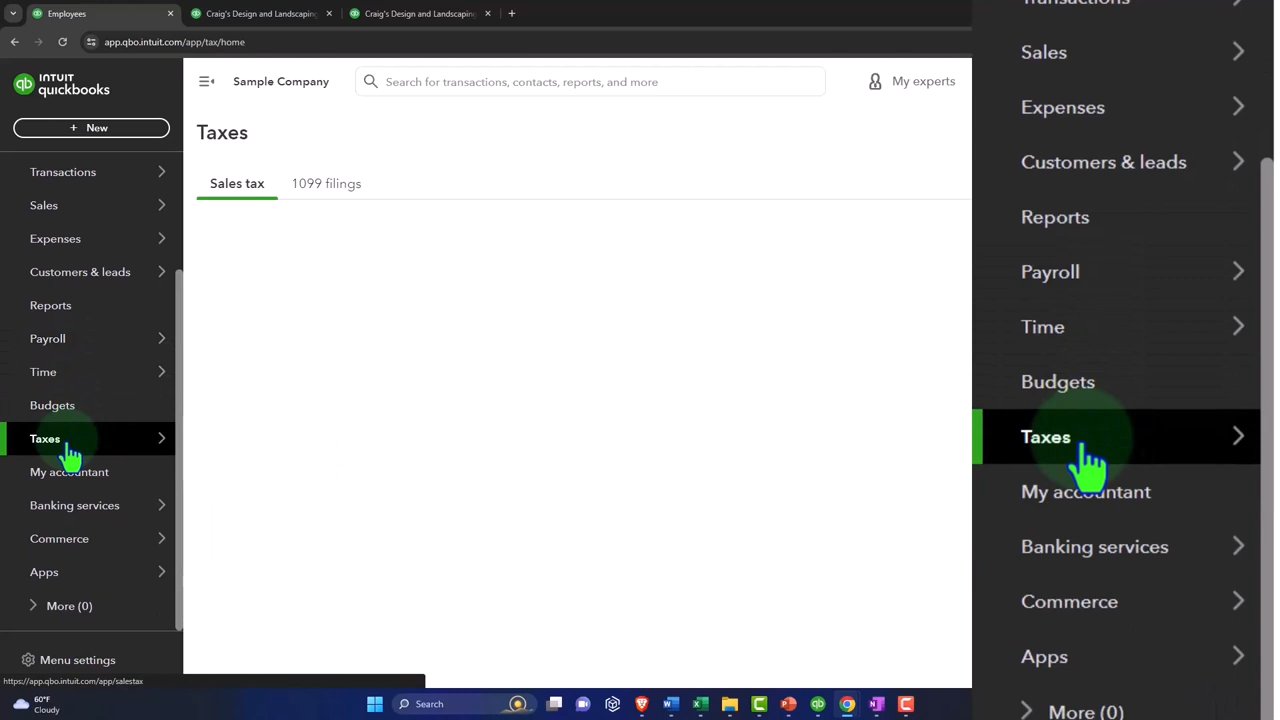 Employees
Craig's Design and Landscaping
Craig's Design and Landscaping
app.qbo.intuit.com/app/tax/home
INTUIT
quickbooks
Sample Company
Search for transactions, contacts, reports, and more
My experts
+ New
Taxes
Sales tax
1099 filings
Transactions
Sales
Expenses
Customers & leads
Reports
Payroll
Time
Budgets
Taxes
My accountant
Banking services
Commerce
Apps
More (0)
Menu settings
https://app.qbo.intuit.com/app/salestax
Transactions
Sales
Expenses
Customers & leads
Reports
Payroll
Time
Budgets
Taxes
My accountant
Banking services
Commerce
Apps
More (0)
60°F
Cloudy
Search